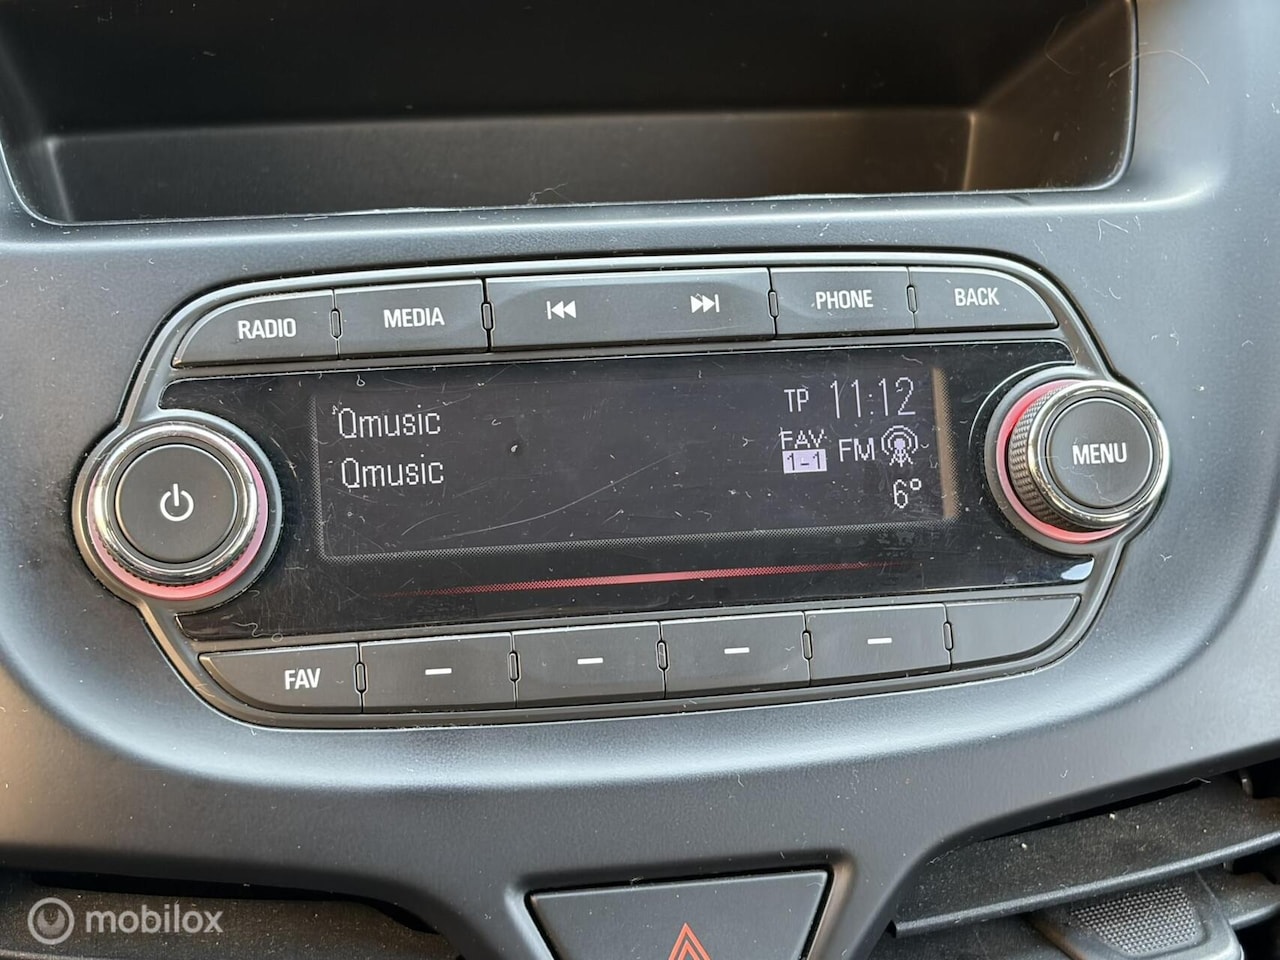 RADIO MEDIA PHONE BACK
Qmusic TP 11:12
Qmusic FAV 1-1 FM
6°
MENU
FAV
mobilox